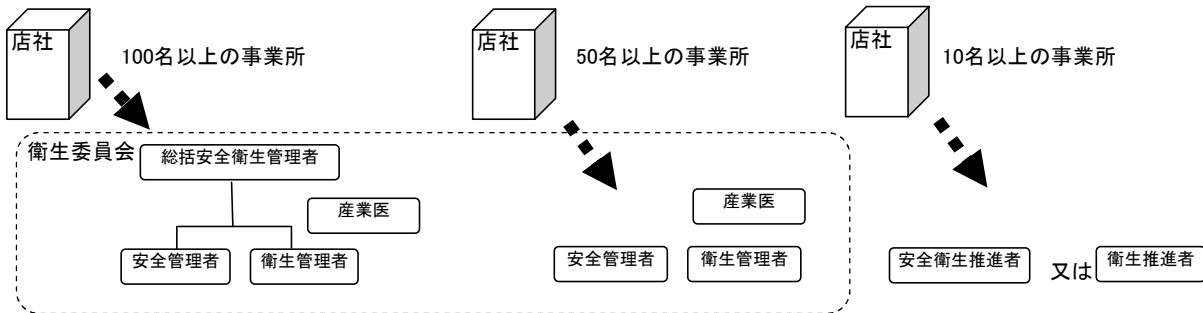 店社
100名以上の事業所
店社
50名以上の事業所
店社
10名以上の事業所
衛生委員会
総括安全衛生管理者
産業医
安全管理者
衛生管理者
産業医
安全管理者
衛生管理者
安全衛生推進者
又は
衛生推進者